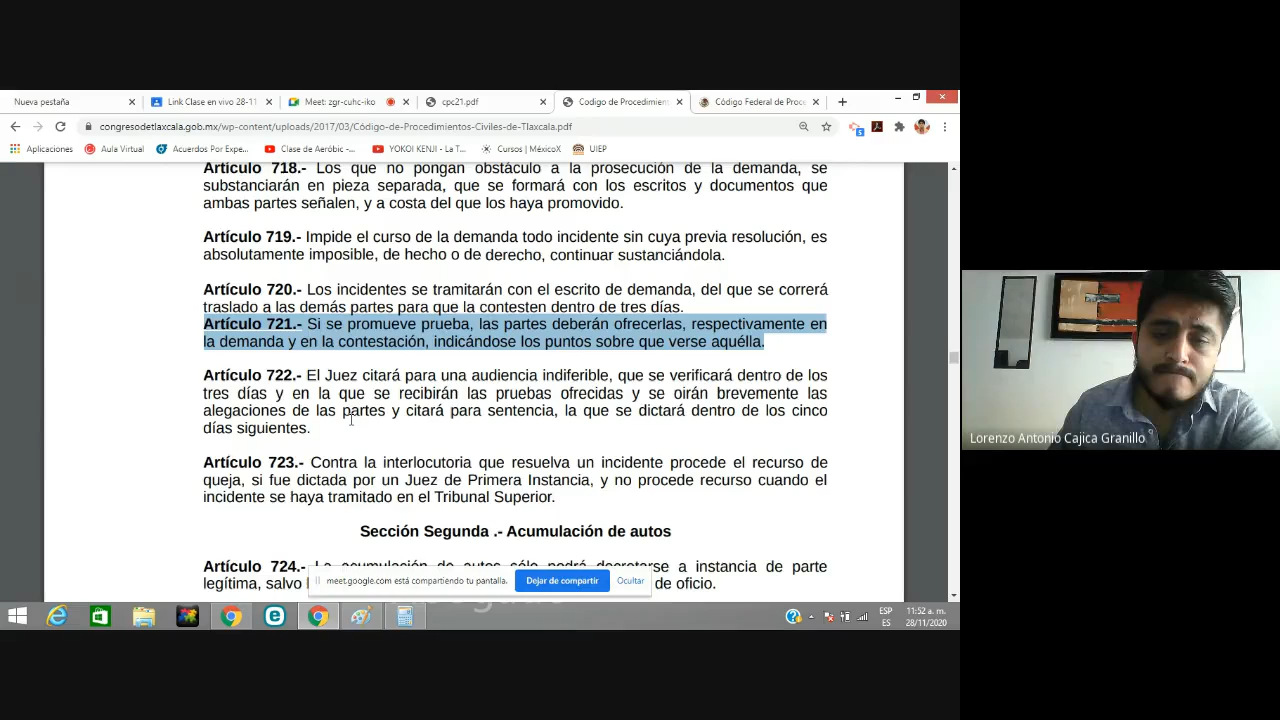 Nueva pestaña
Link Clase en vivo 28-11
Meet: zgr-cuhc-iko
cpc21.pdf
Codigo de Procedimien
Código Federal de Proce
congresodetlaxcala.gob.mx/wp-content/uploads/2017/03/Código-de-Procedimientos-Civiles-de-Tlaxcala.pdf
5
Aplicaciones
Aula Virtual
Acuerdos Por Expe...
Clase de Aeróbic -...
YOKOI KENJI - La T...
Cursos | MéxicoX
UIEP
Artículo 718.- Los que no pongan obstáculo a la prosecución de la demanda, se
substanciarán en pieza separada, que se formará con los escritos y documentos que
ambas partes señalen, y a costa del que los haya promovido.
Artículo 719.- Impide el curso de la demanda todo incidente sin cuya previa resolución, es
absolutamente imposible, de hecho o de derecho, continuar sustanciándola.
Artículo 720.- Los incidentes se tramitarán con el escrito de demanda, del que se correrá
traslado a las demás partes para que la contesten dentro de tres días.
Artículo 721.- Si se promueve prueba, las partes deberán ofrecerlas, respectivamente en
la demanda y en la contestación, indicándose los puntos sobre que verse aquélla.
Artículo 722.- El Juez citará para una audiencia indiferible, que se verificará dentro de los
tres días y en la que se recibirán las pruebas ofrecidas y se oirán brevemente las
alegaciones de las partes y citará para sentencia, la que se dictará dentro de los cinco
días siguientes.
Artículo 723.- Contra la interlocutoria que resuelva un incidente procede el recurso de
queja, si fue dictada por un Juez de Primera Instancia, y no procede recurso cuando el
incidente se haya tramitado en el Tribunal Superior.
Sección Segunda .- Acumulación de autos
Artículo 724.- La acumulación de autos sólo podrá decretarse a instancia de parte
legítima, salvo de oficio.
meet.google.com está compartiendo tu pantalla.
Dejar de compartir
Ocultar
ESP
ES
11:52 a. m.
28/11/2020
Lorenzo Antonio Cajica Granillo